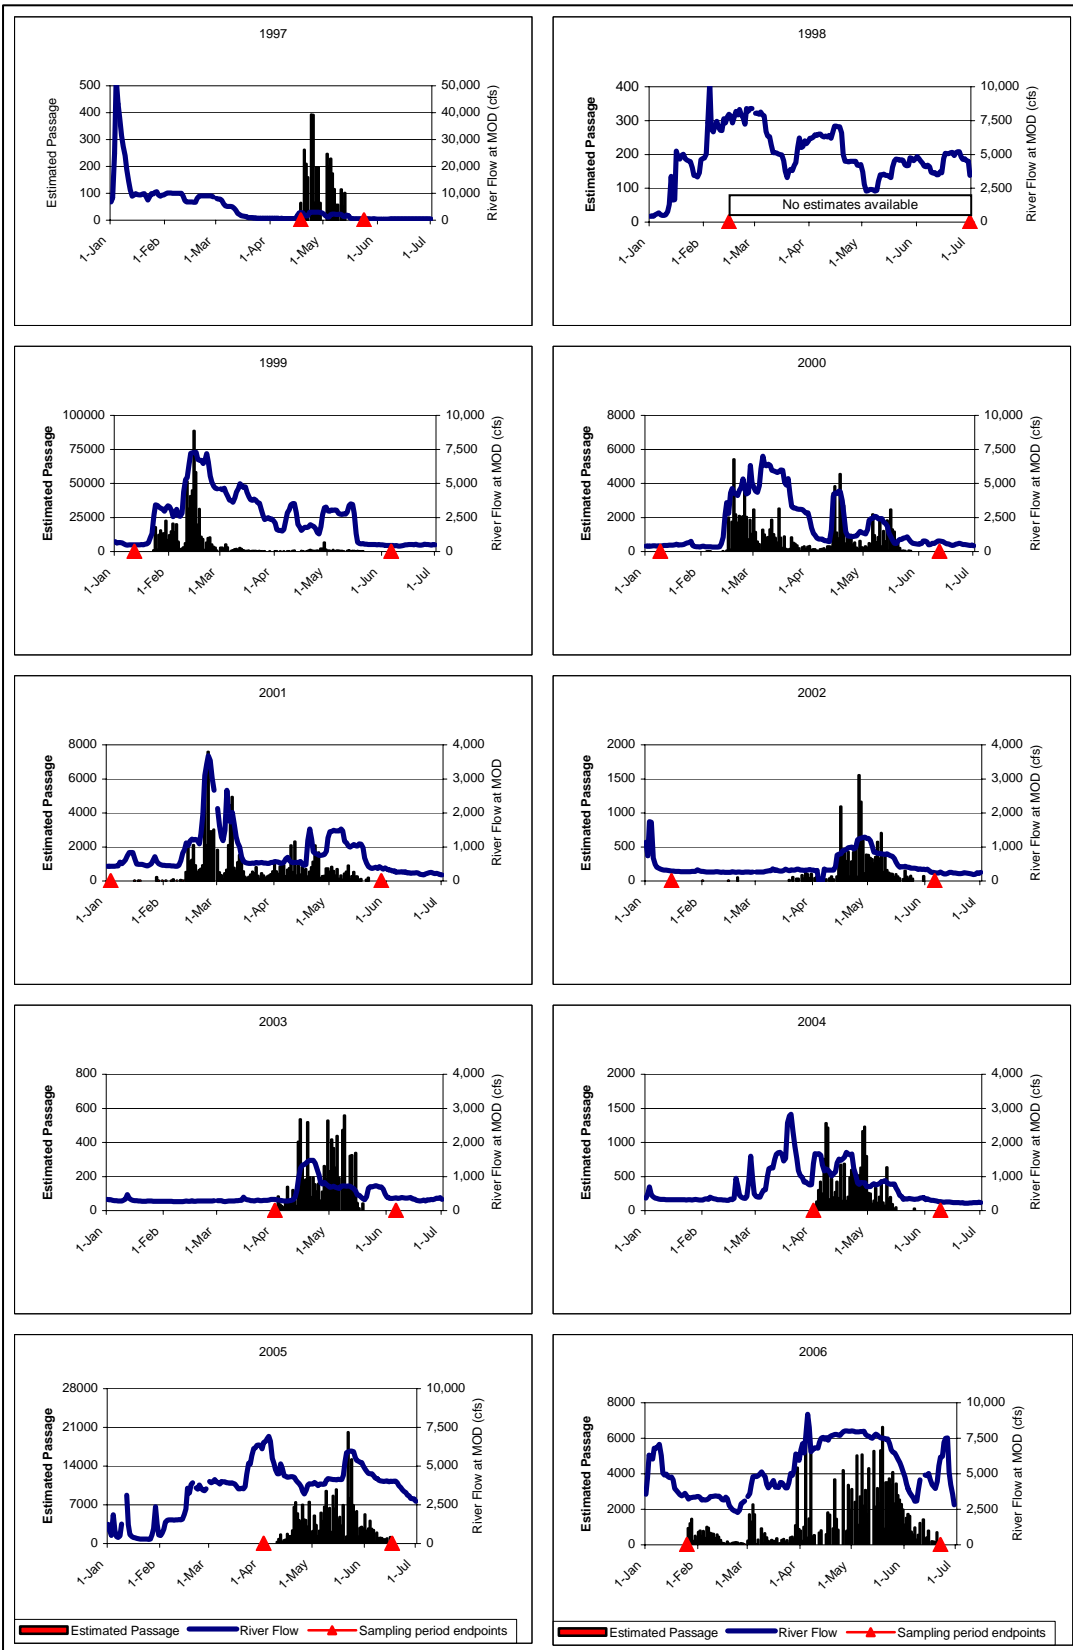 1997
Estimated Passage
500
400
300
200
100
0
50,000
40,000
30,000
20,000
10,000
0
River Flow at MOD (cfs)
1-Jan
1-Feb
1-Mar
1-Apr
1-May
1-Jun
1-Jul
1998
Estimated Passage
400
300
200
100
0
10,000
7,500
5,000
2,500
0
River Flow at MOD (cfs)
No estimates available
1-Jan
1-Feb
1-Mar
1-Apr
1-May
1-Jun
1-Jul
1999
Estimated Passage
100000
75000
50000
25000
0
10,000
7,500
5,000
2,500
0
River Flow at MOD (cfs)
1-Jan
1-Feb
1-Mar
1-Apr
1-May
1-Jun
1-Jul
2000
Estimated Passage
8000
6000
4000
2000
0
10,000
7,500
5,000
2,500
0
River Flow at MOD (cfs)
1-Jan
1-Feb
1-Mar
1-Apr
1-May
1-Jun
1-Jul
2001
Estimated Passage
8000
6000
4000
2000
0
4,000
3,000
2,000
1,000
0
River Flow at MOD
1-Jan
1-Feb
1-Mar
1-Apr
1-May
1-Jun
1-Jul
2002
Estimated Passage
2000
1500
1000
500
0
4,000
3,000
2,000
1,000
0
River Flow at MOD (cfs)
1-Jan
1-Feb
1-Mar
1-Apr
1-May
1-Jun
1-Jul
2003
Estimated Passage
800
600
400
200
0
4,000
3,000
2,000
1,000
0
River Flow at MOD (cfs)
1-Jan
1-Feb
1-Mar
1-Apr
1-May
1-Jun
1-Jul
2004
Estimated Passage
2000
1500
1000
500
0
4,000
3,000
2,000
1,000
0
River Flow at MOD (cfs)
1-Jan
1-Feb
1-Mar
1-Apr
1-May
1-Jun
1-Jul
2005
Estimated Passage
28000
21000
14000
7000
0
10,000
7,500
5,000
2,500
0
River Flow at MOD (cfs)
1-Jan
1-Feb
1-Mar
1-Apr
1-May
1-Jun
1-Jul
Estimated Passage River Flow Sampling period endpoints
2006
Estimated Passage
8000
6000
4000
2000
0
10,000
7,500
5,000
2,500
0
River Flow at MOD (cfs)
1-Jan
1-Feb
1-Mar
1-Apr
1-May
1-Jun
1-Jul
Estimated Passage River Flow Sampling period endpoints